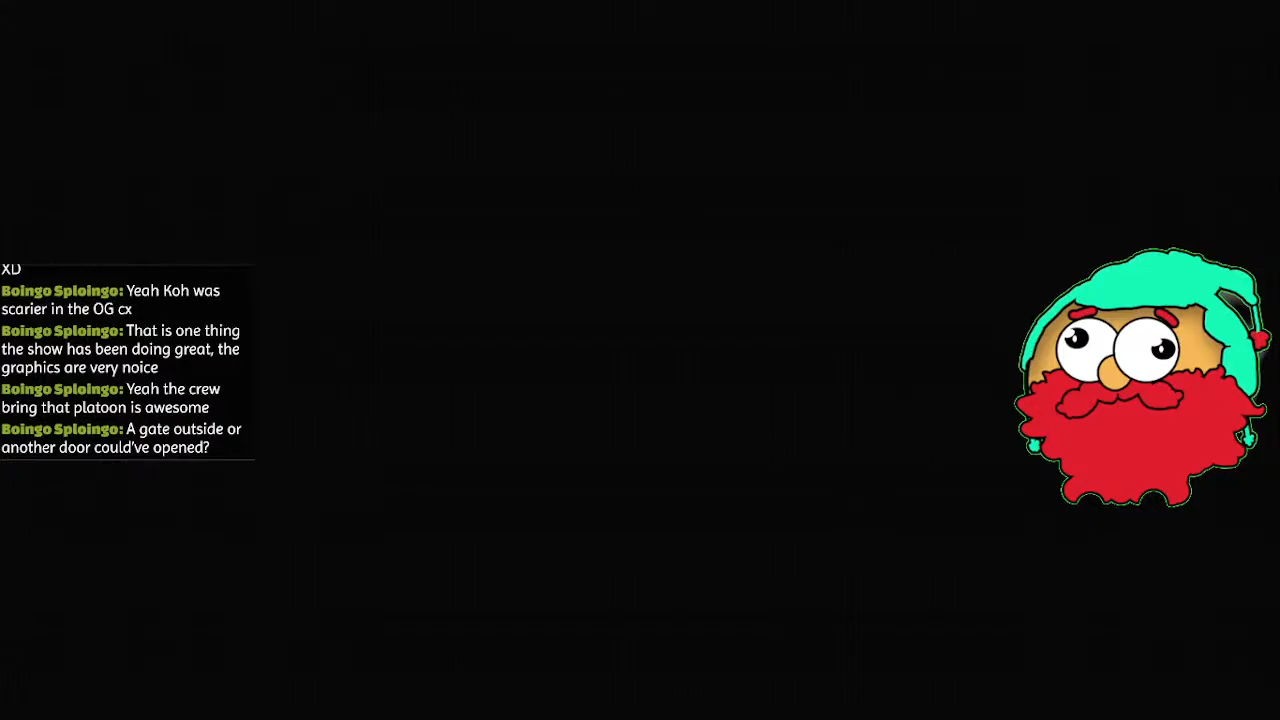 XD
Boingo Sploingo: Yeah Koh was
scarier in the OG cx
Boingo Sploingo: That is one thing
the show has been doing great, the
graphics are very noice
Boingo Sploingo: Yeah the crew
bring that platoon is awesome
Boingo Sploingo: A gate outside or
another door could've opened?